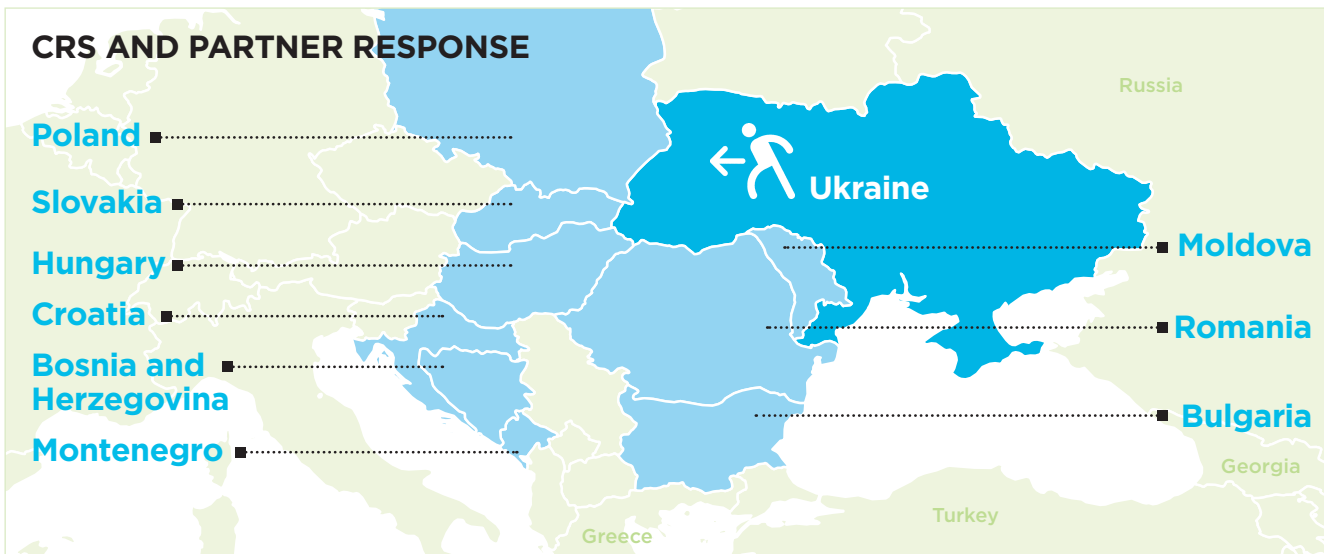 CRS AND PARTNER RESPONSE
Russia
Poland
Ukraine
Slovakia
Moldova
Hungary
Croatia
Romania
Bosnia and
Herzegovina
Bulgaria
Montenegro
Georgia
Turkey
Greece